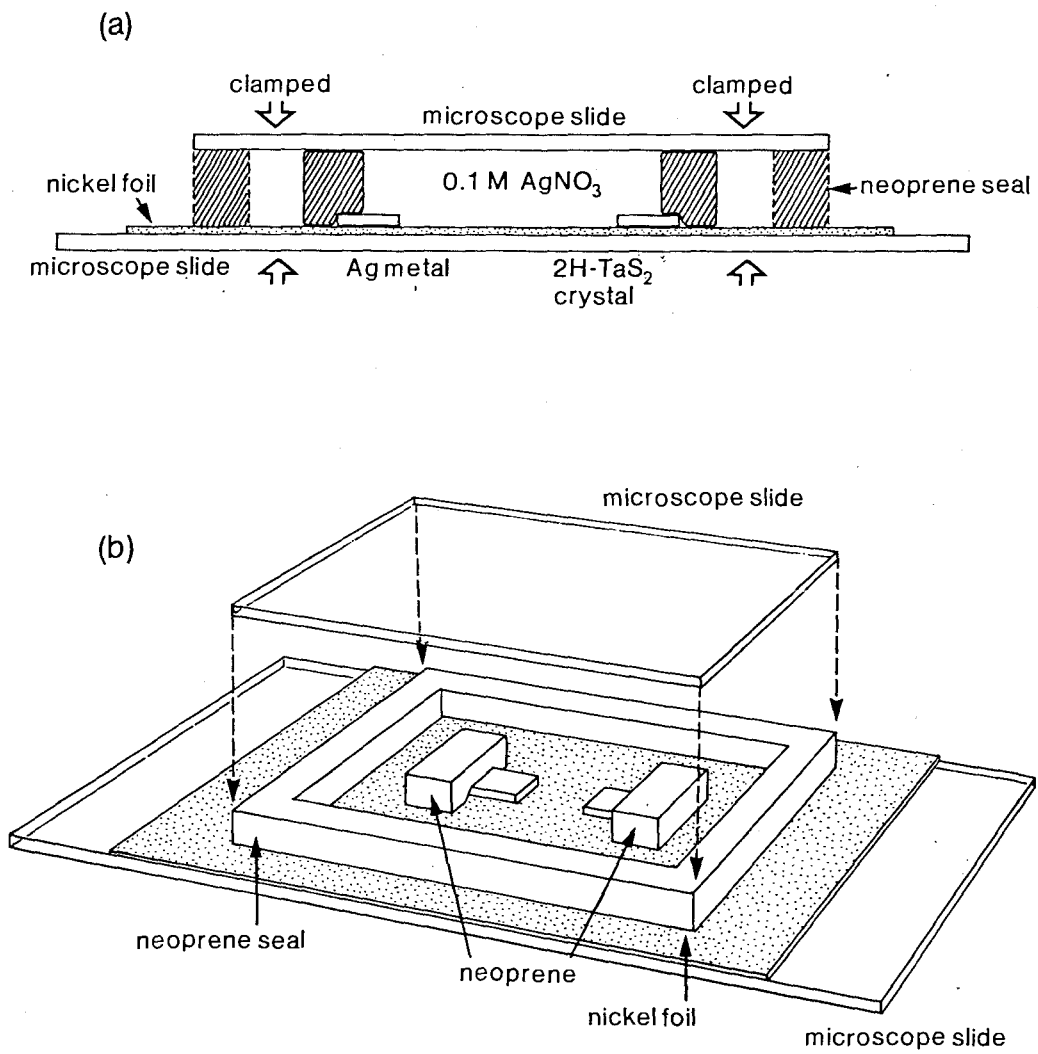 (a)
clamped
clamped
microscope slide
nickel foil
0.1 M AgNO₃
neoprene seal
microscope slide
Ag metal
2H-TaS₂
crystal
microscope slide
(b)
neoprene seal
neoprene
nickel foil
microscope slide